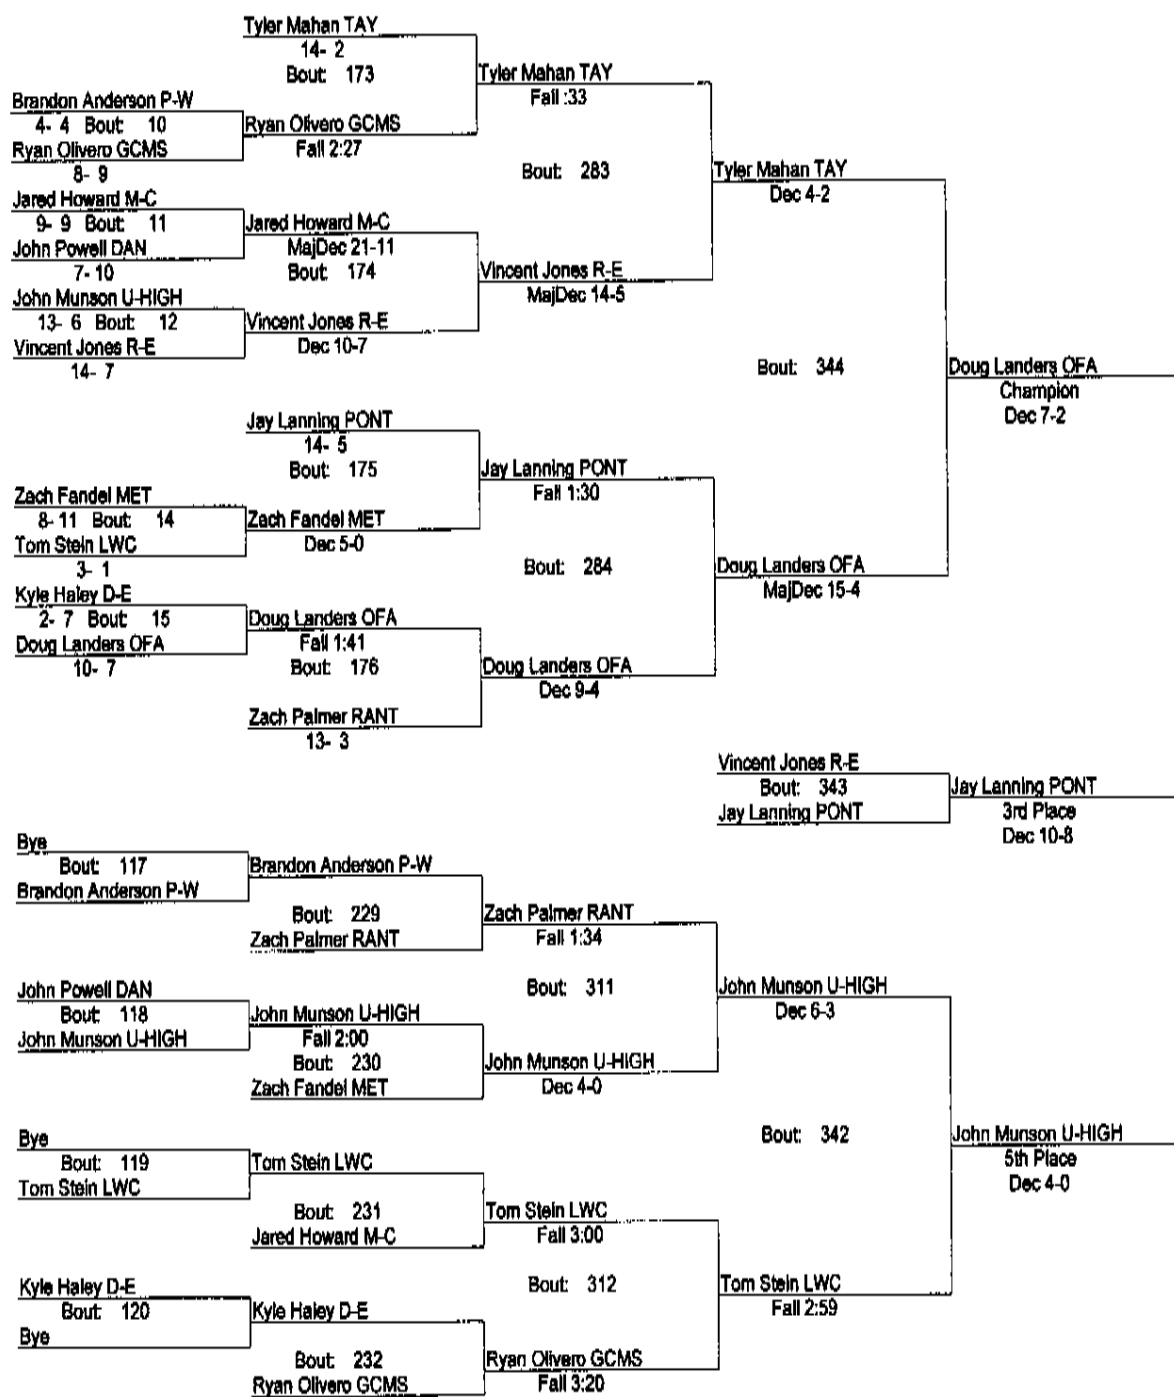 Tyler Mahan TAY
14- 2
Bout: 173
Tyler Mahan TAY
Fall :33
Brandon Anderson P-W
4- 4 Bout: 10
Ryan Olivero GCMS
8- 9
Ryan Olivero GCMS
Fall 2:27
Bout: 283
Tyler Mahan TAY
Dec 4-2
Jared Howard M-C
9- 9 Bout: 11
John Powell DAN
7- 10
Jared Howard M-C
MajDec 21-11
Bout: 174
Vincent Jones R-E
MajDec 14-5
John Munson U-HIGH
13- 6 Bout: 12
Vincent Jones R-E
14- 7
Vincent Jones R-E
Dec 10-7
Bout: 344
Doug Landers OFA
Champion
Dec 7-2
Jay Lanning PONT
14- 5
Bout: 175
Jay Lanning PONT
Fall 1:30
Zach Fandel MET
8- 11 Bout: 14
Tom Stein LWC
3- 1
Zach Fandel MET
Dec 5-0
Bout: 284
Doug Landers OFA
MajDec 15-4
Kyle Haley D-E
2- 7 Bout: 15
Doug Landers OFA
10- 7
Doug Landers OFA
Fall 1:41
Bout: 176
Doug Landers OFA
Dec 9-4
Zach Palmer RANT
13- 3
Vincent Jones R-E
Bout: 343
Jay Lanning PONT
Jay Lanning PONT
3rd Place
Dec 10-8
Bye
Bout: 117
Brandon Anderson P-W
Brandon Anderson P-W
Bout: 229
Zach Palmer RANT
Zach Palmer RANT
Fall 1:34
Bout: 311
John Munson U-HIGH
Dec 6-3
John Powell DAN
Bout: 118
John Munson U-HIGH
John Munson U-HIGH
Fall 2:00
Bout: 230
Zach Fandel MET
John Munson U-HIGH
Dec 4-0
Bout: 342
John Munson U-HIGH
5th Place
Dec 4-0
Bye
Bout: 119
Tom Stein LWC
Tom Stein LWC
Bout: 231
Jared Howard M-C
Tom Stein LWC
Fall 3:00
Bout: 312
Tom Stein LWC
Fall 2:59
Kyle Haley D-E
Bout: 120
Bye
Kyle Haley D-E
Bout: 232
Ryan Olivero GCMS
Ryan Olivero GCMS
Fall 3:20